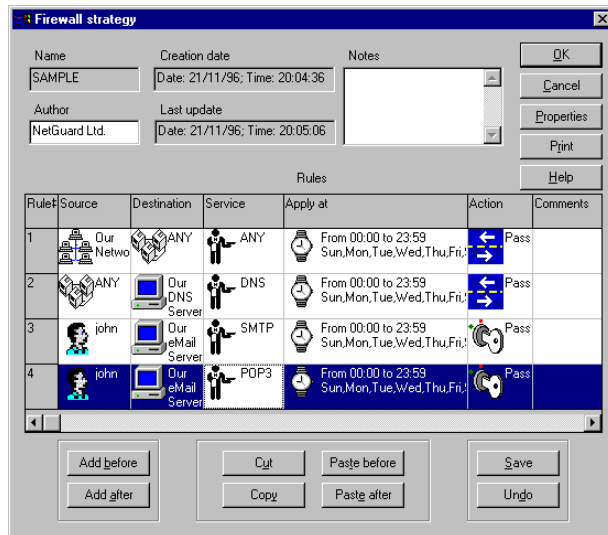 Firewall strategy
Name
Creation date
Notes
OK
SAMPLE
Date: 21/11/96; Time: 20:04:36
Cancel
Author
Last update
Properties
NetGuard Ltd.
Date: 21/11/96; Time: 20:05:06
Print
Rules
Help
Rule# Source Destination Service Apply at Action Comments
1 Our Netwo ANY ANY From 00:00 to 23:59 Pass
Sun,Mon,Tue,Wed,Thu,Fri,
2 ANY Our DNS Server DNS From 00:00 to 23:59 Pass
Sun,Mon,Tue,Wed,Thu,Fri,
3 john Our eMail Server SMTP From 00:00 to 23:59 Pass
Sun,Mon,Tue,Wed,Thu,Fri,
4 john Our eMail Server POP3 From 00:00 to 23:59 Pass
Sun,Mon,Tue,Wed,Thu,Fri,
Add before
Cut
Paste before
Save
Add after
Copy
Paste after
Undo